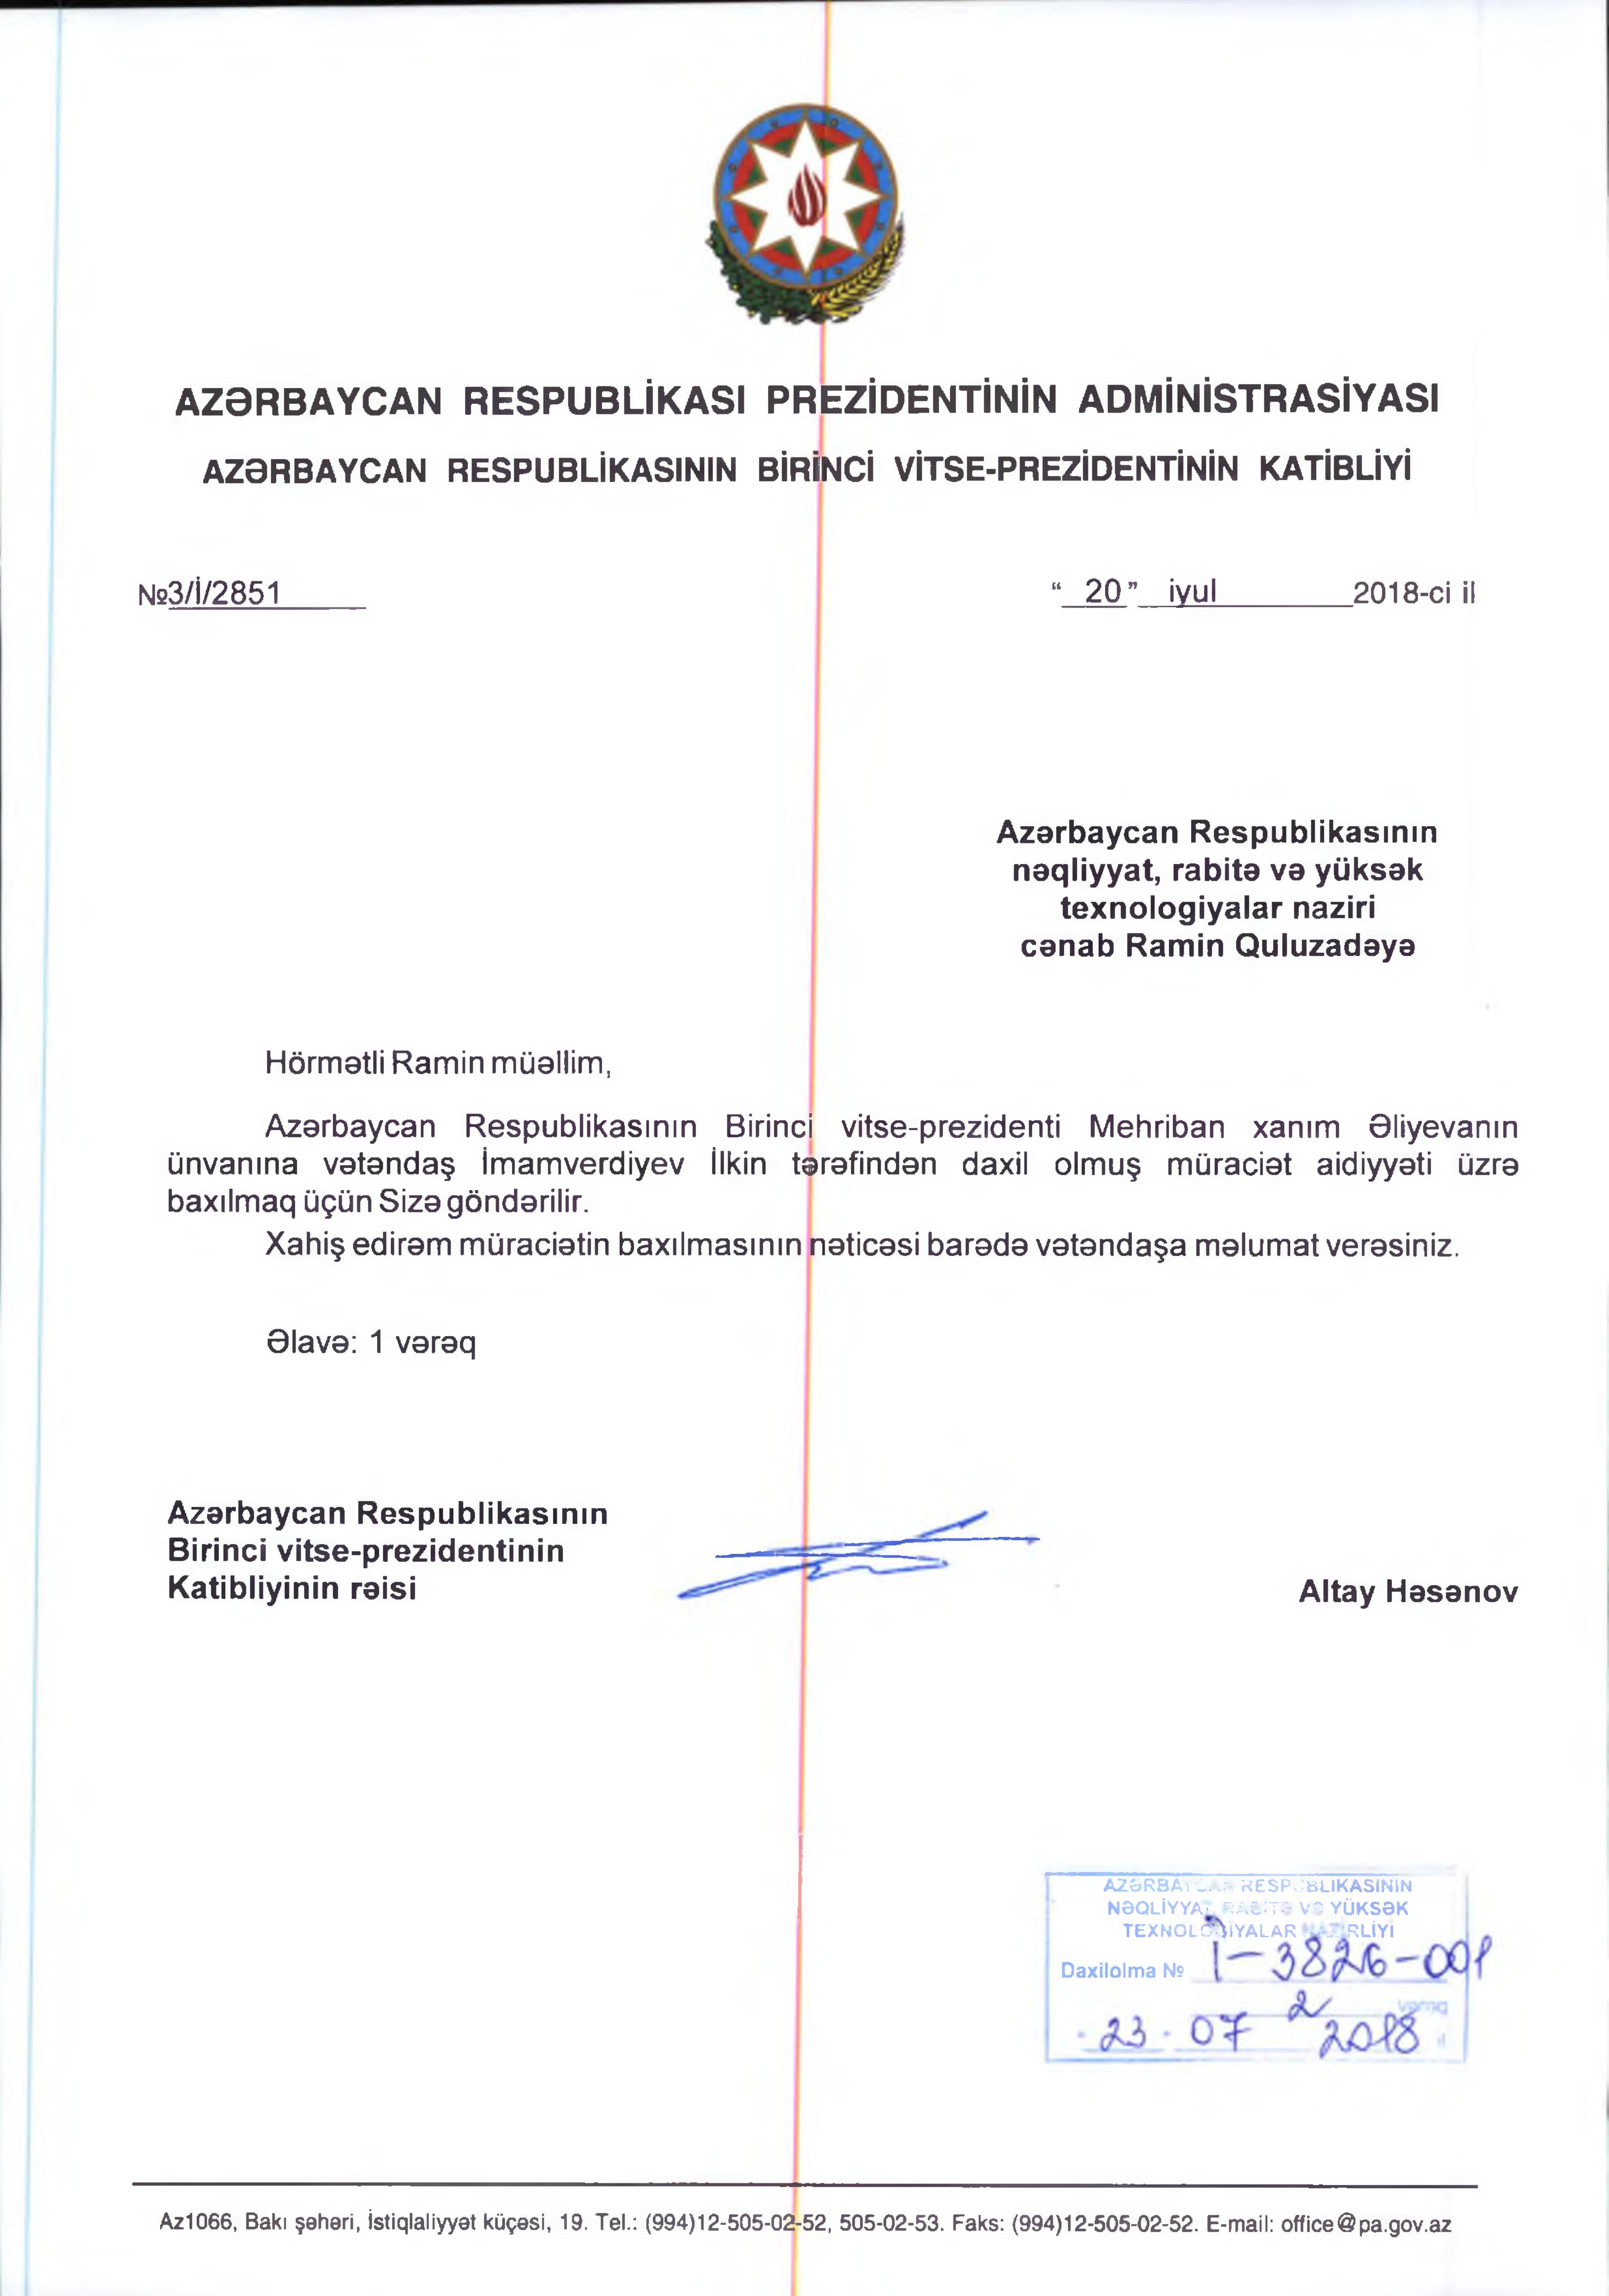 AZƏRBAYCAN RESPUBLİKASI PREZİDENTİNİN ADMİNİSTRASİYASI
AZƏRBAYCAN RESPUBLİKASININ BİRİNCİ VİTSE-PREZİDENTİNİN KATİBLİYİ
№3/İ/2851 “ 20 ” iyul 2018-ci il
Azərbaycan Respublikasının
nəqliyyat, rabitə və yüksək
texnologiyalar naziri
cənab Ramin Quluzadəyə
Hörmətli Ramin müəllim,
Azərbaycan Respublikasının Birinci vitse-prezidenti Mehriban xanım Əliyevanın
ünvanına vətəndaş İmamverdiyev İlkin tərəfindən daxil olmuş müraciət aidiyyəti üzrə
baxılmaq üçün Sizə göndərilir.
Xahiş edirəm müraciətin baxılmasının nəticəsi barədə vətəndaşa məlumat verəsiniz.
Əlavə: 1 vərəq
Azərbaycan Respublikasının
Birinci vitse-prezidentinin
Katibliyinin rəisi
Altay Həsənov
AZƏRBAYCAN RESPUBLIKASININ
NƏQLİYYAT, RABİTƏ VƏ YÜKSƏK
TEXNOLOGİYALAR NAZİRLİYİ
Daxilolma № 1-3826-001
2 vərəq
23 07 2018 il
Az1066, Bakı şəhəri, İstiqlaliyyət küçəsi, 19. Tel.: (994)12-505-02-52, 505-02-53. Faks: (994)12-505-02-52. E-mail: office@pa.gov.az